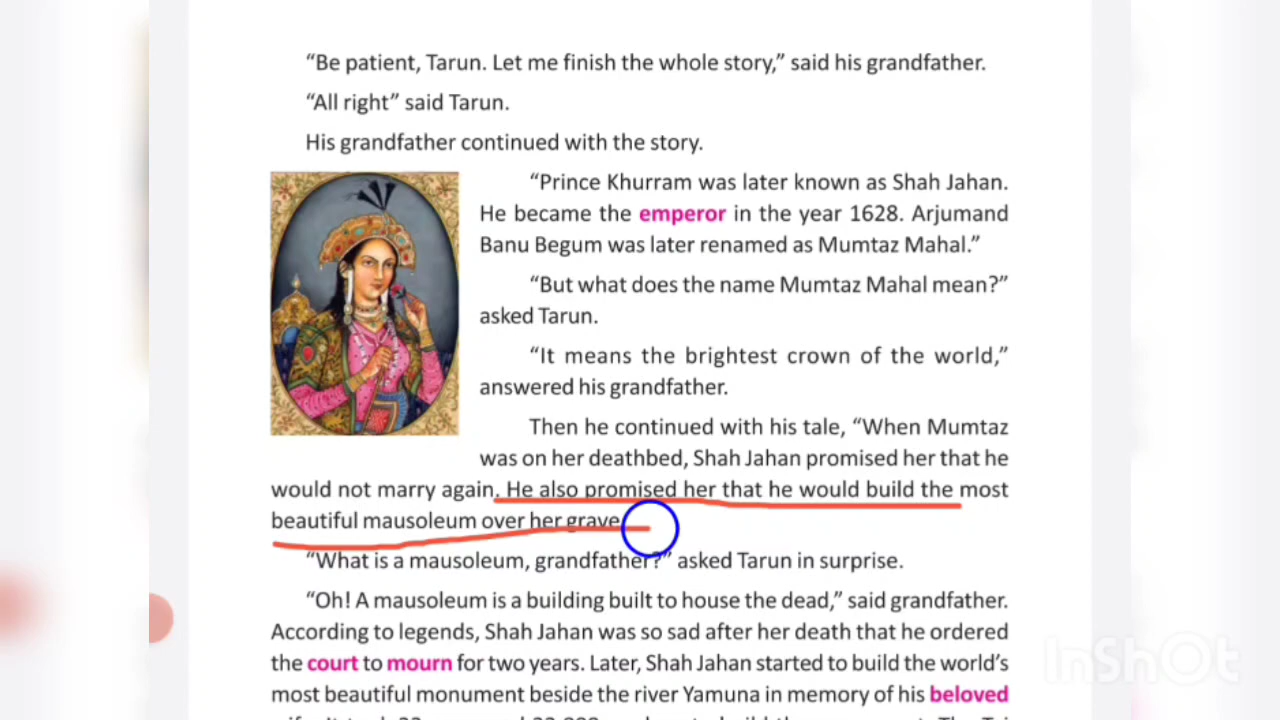 “Be patient, Tarun. Let me finish the whole story,” said his grandfather.
“All right” said Tarun.
His grandfather continued with the story.
“Prince Khurram was later known as Shah Jahan.
He became the emperor in the year 1628. Arjumand
Banu Begum was later renamed as Mumtaz Mahal.”
“But what does the name Mumtaz Mahal mean?”
asked Tarun.
“It means the brightest crown of the world,”
answered his grandfather.
Then he continued with his tale, “When Mumtaz
was on her deathbed, Shah Jahan promised her that he
would not marry again. He also promised her that he would build the most
beautiful mausoleum over her grave
“What is a mausoleum, grandfather?” asked Tarun in surprise.
“Oh! A mausoleum is a building built to house the dead,” said grandfather.
According to legends, Shah Jahan was so sad after her death that he ordered
the court to mourn for two years. Later, Shah Jahan started to build the world’s
most beautiful monument beside the river Yamuna in memory of his beloved
InShOt